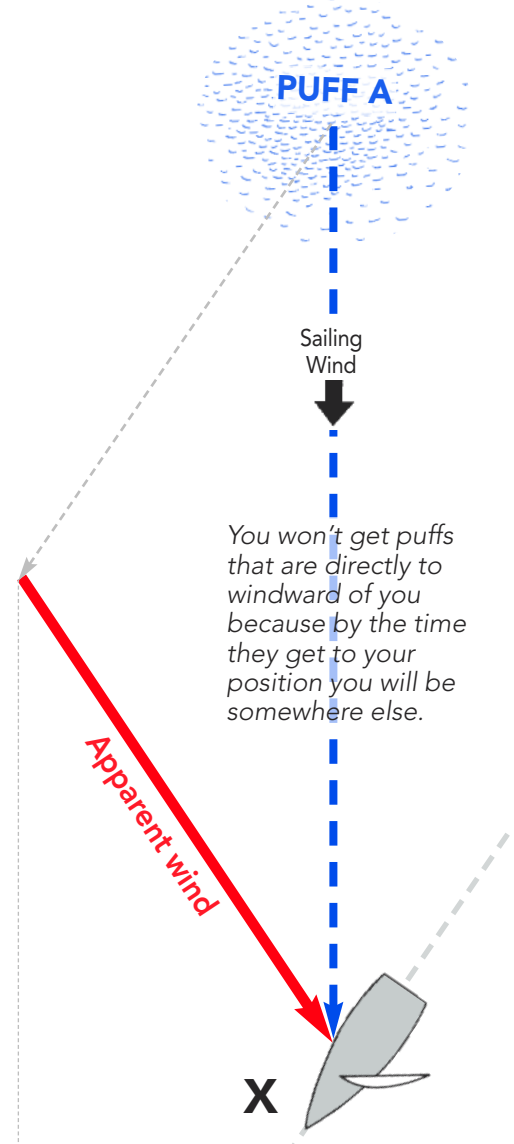 PUFF A
Sailing
Wind
You won't get puffs
that are directly to
windward of you
because by the time
they get to your
position you will be
somewhere else.
Apparent wind
X